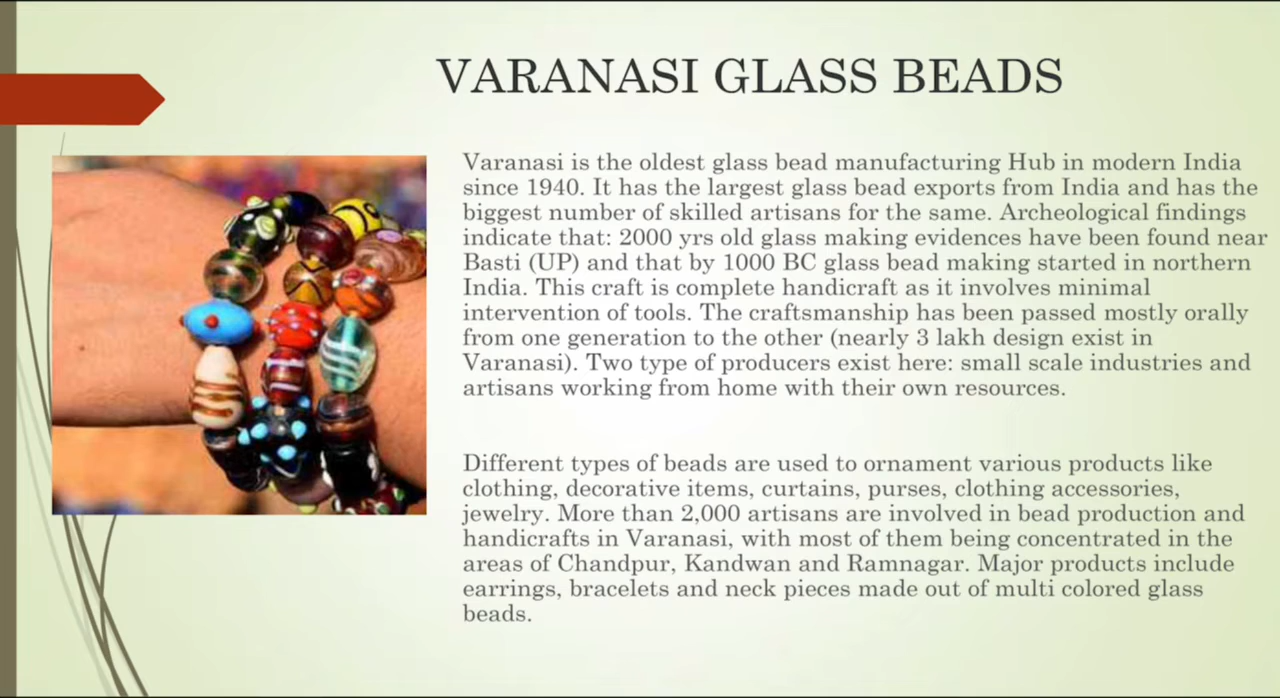 VARANASI GLASS BEADS
Varanasi is the oldest glass bead manufacturing Hub in modern India
since 1940. It has the largest glass bead exports from India and has the
biggest number of skilled artisans for the same. Archeological findings
indicate that: 2000 yrs old glass making evidences have been found near
Basti (UP) and that by 1000 BC glass bead making started in northern
India. This craft is complete handicraft as it involves minimal
intervention of tools. The craftsmanship has been passed mostly orally
from one generation to the other (nearly 3 lakh design exist in
Varanasi). Two type of producers exist here: small scale industries and
artisans working from home with their own resources.
Different types of beads are used to ornament various products like
clothing, decorative items, curtains, purses, clothing accessories,
jewelry. More than 2,000 artisans are involved in bead production and
handicrafts in Varanasi, with most of them being concentrated in the
areas of Chandpur, Kandwan and Ramnagar. Major products include
earrings, bracelets and neck pieces made out of multi colored glass
beads.